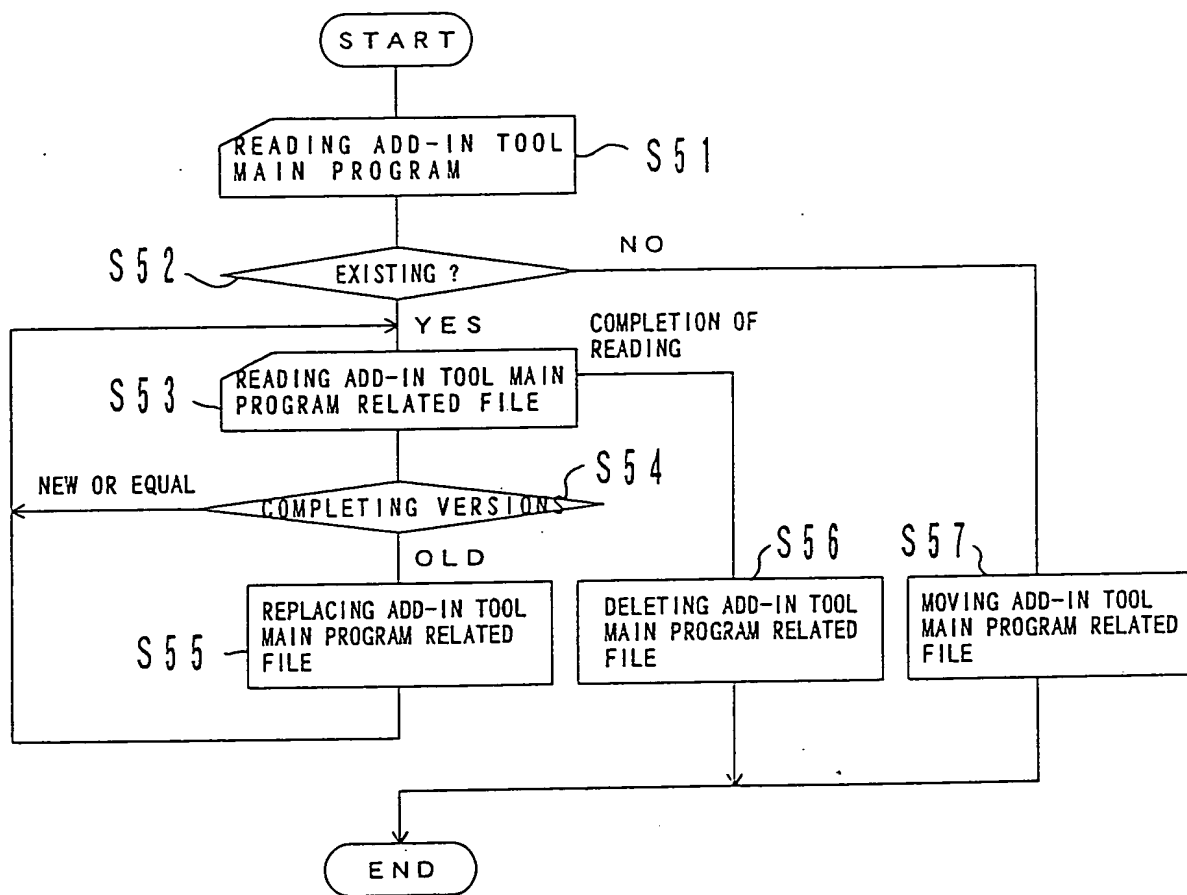 START
READING ADD-IN TOOL
MAIN PROGRAM
S51
S52
EXISTING ?
NO
YES
COMPLETION OF
READING
S53
READING ADD-IN TOOL MAIN
PROGRAM RELATED FILE
NEW OR EQUAL
S54
COMPLETING VERSIONS
OLD
S55
REPLACING ADD-IN TOOL
MAIN PROGRAM RELATED
FILE
S56
DELETING ADD-IN TOOL
MAIN PROGRAM RELATED
FILE
S57
MOVING ADD-IN TOOL
MAIN PROGRAM RELATED
FILE
END